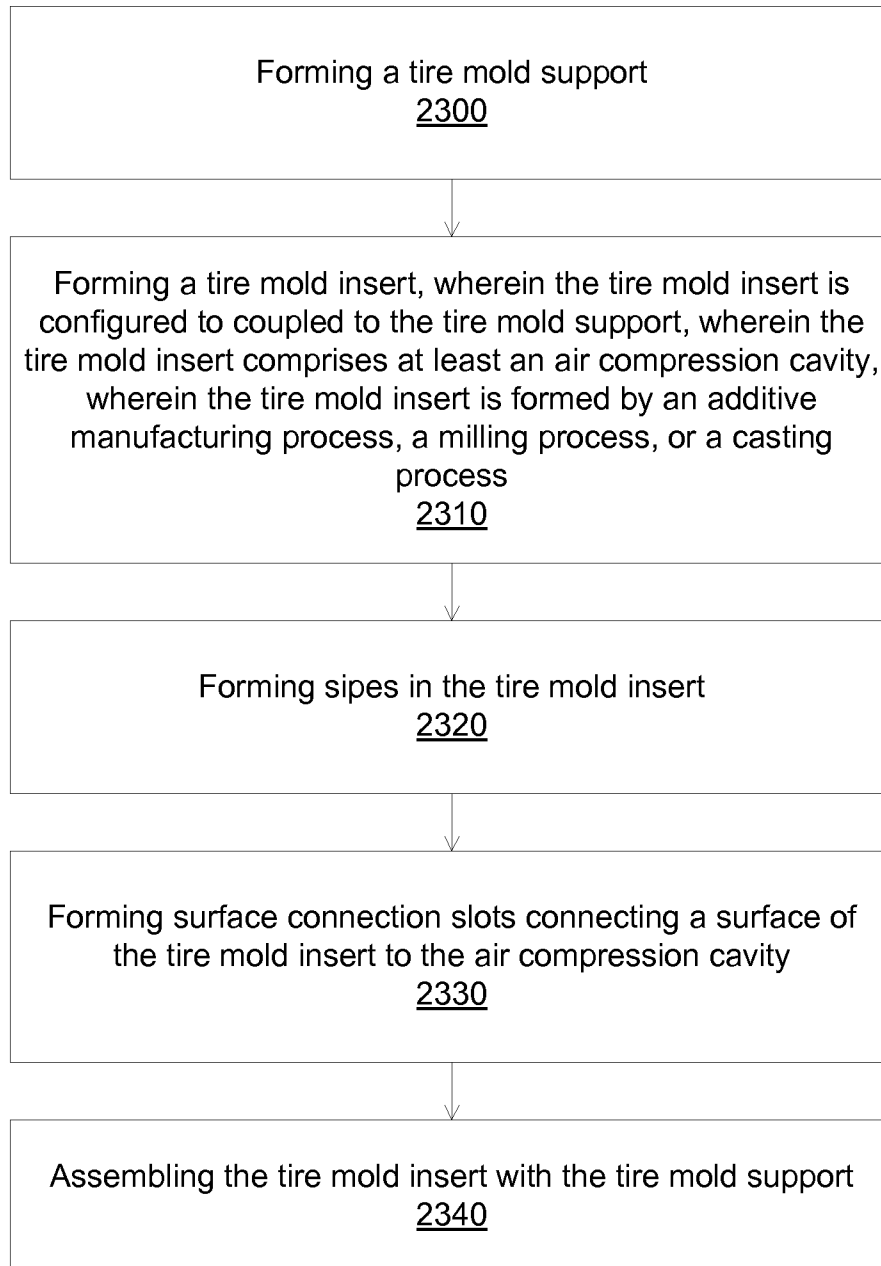 Forming a tire mold support
2300
Forming a tire mold insert, wherein the tire mold insert is
configured to coupled to the tire mold support, wherein the
tire mold insert comprises at least an air compression cavity,
wherein the tire mold insert is formed by an additive
manufacturing process, a milling process, or a casting
process
2310
Forming sipes in the tire mold insert
2320
Forming surface connection slots connecting a surface of
the tire mold insert to the air compression cavity
2330
Assembling the tire mold insert with the tire mold support
2340